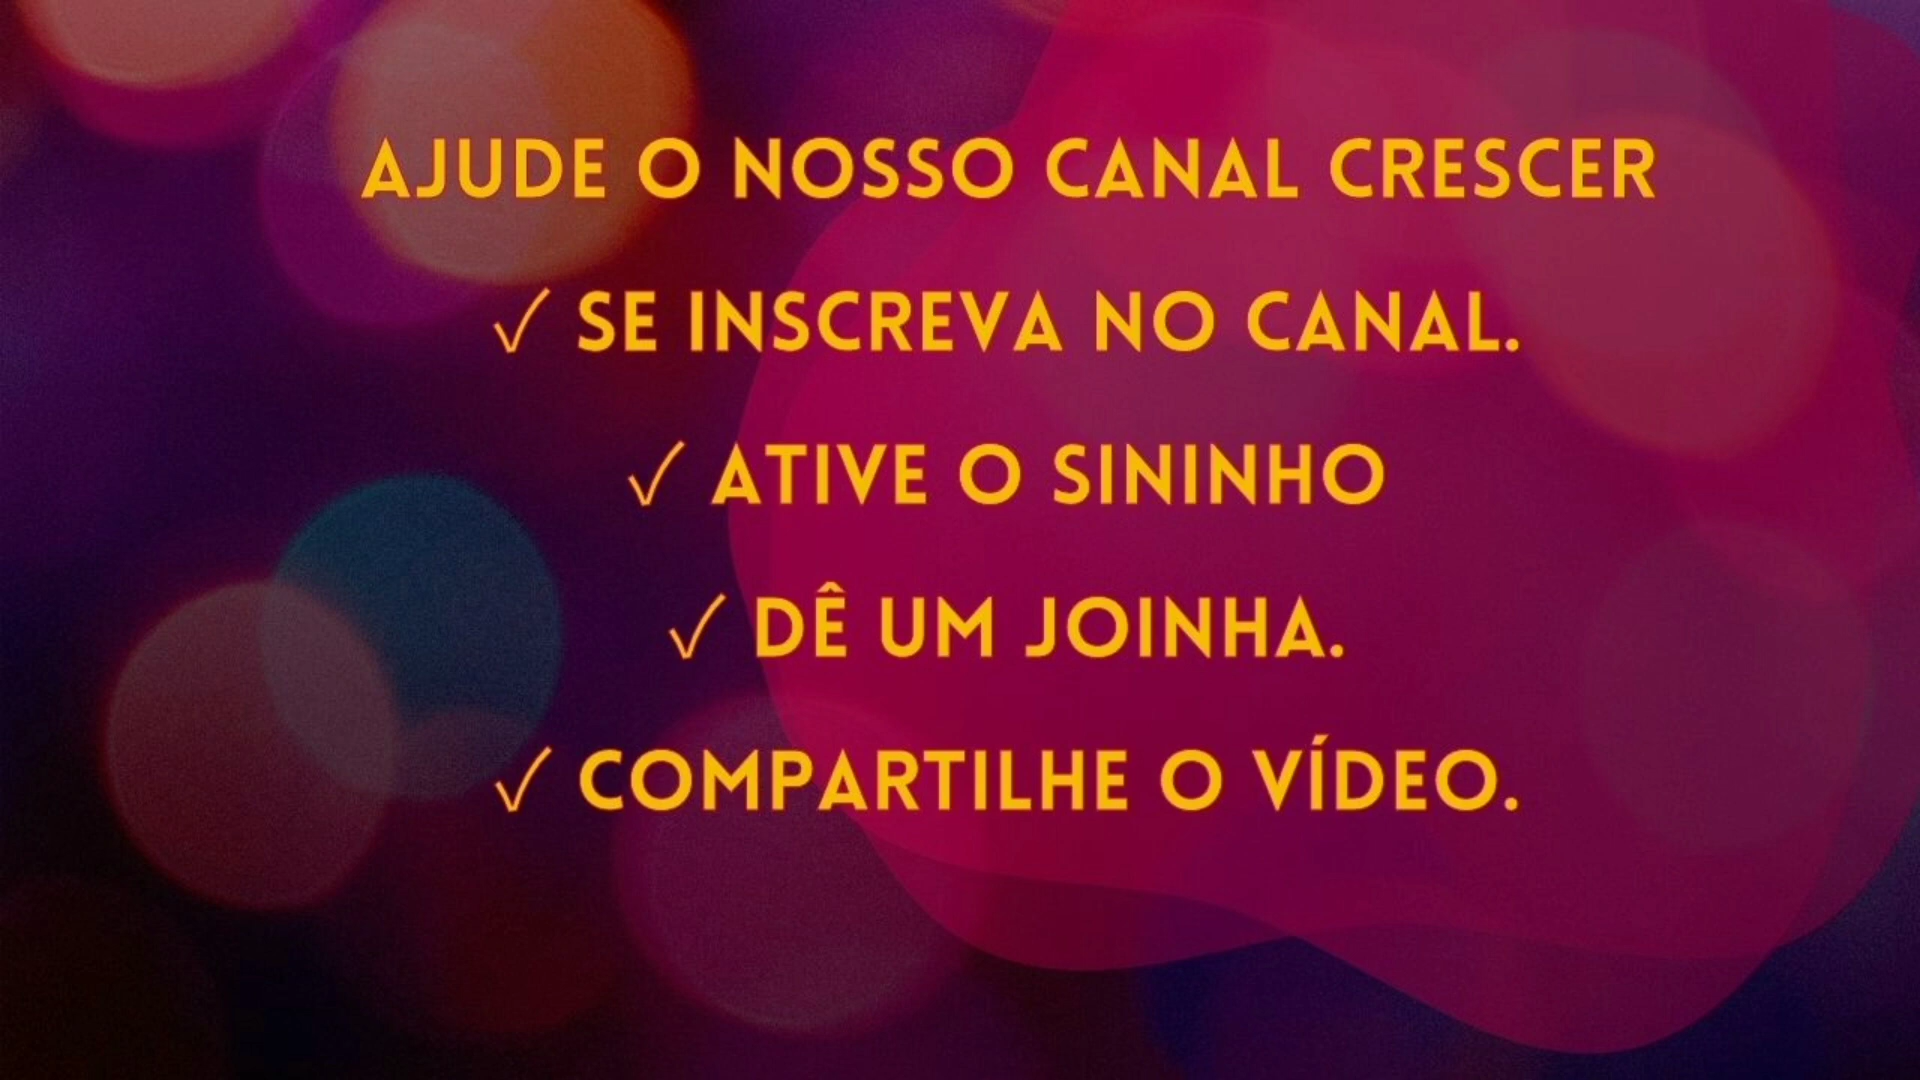 AJUDE O NOSSO CANAL CRESCER
✓ SE INSCREVA NO CANAL.
✓ ATIVE O SININHO
✓ DÊ UM JOINHA.
✓ COMPARTILHE O VÍDEO.